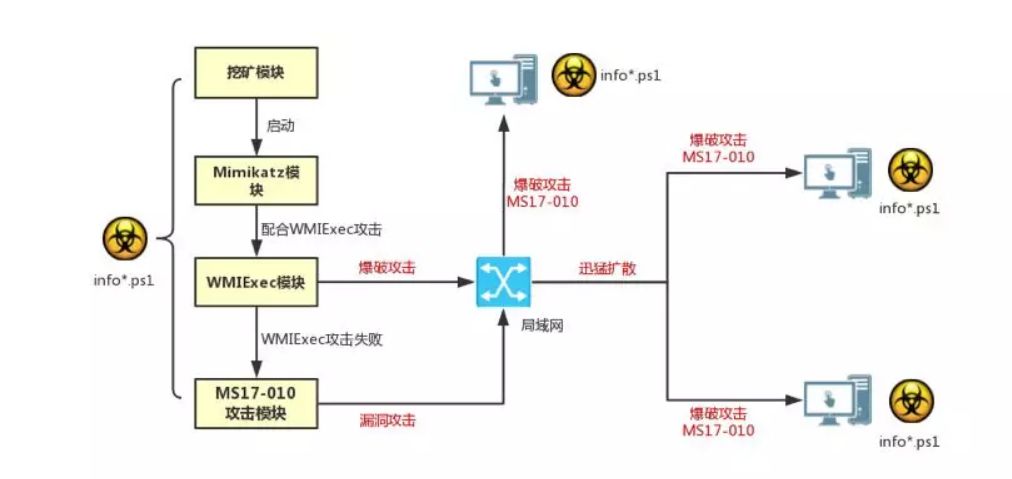 挖矿模块
启动
Mimikatz模
块
配合WMIExec攻击
info*.ps1
WMIExec模块
WMIExec攻击失败
MS17-010
攻击模块
爆破攻击
漏洞攻击
局域网
爆破攻击
MS17-010
info*.ps1
迅猛扩散
爆破攻击
MS17-010
info*.ps1
爆破攻击
MS17-010
info*.ps1